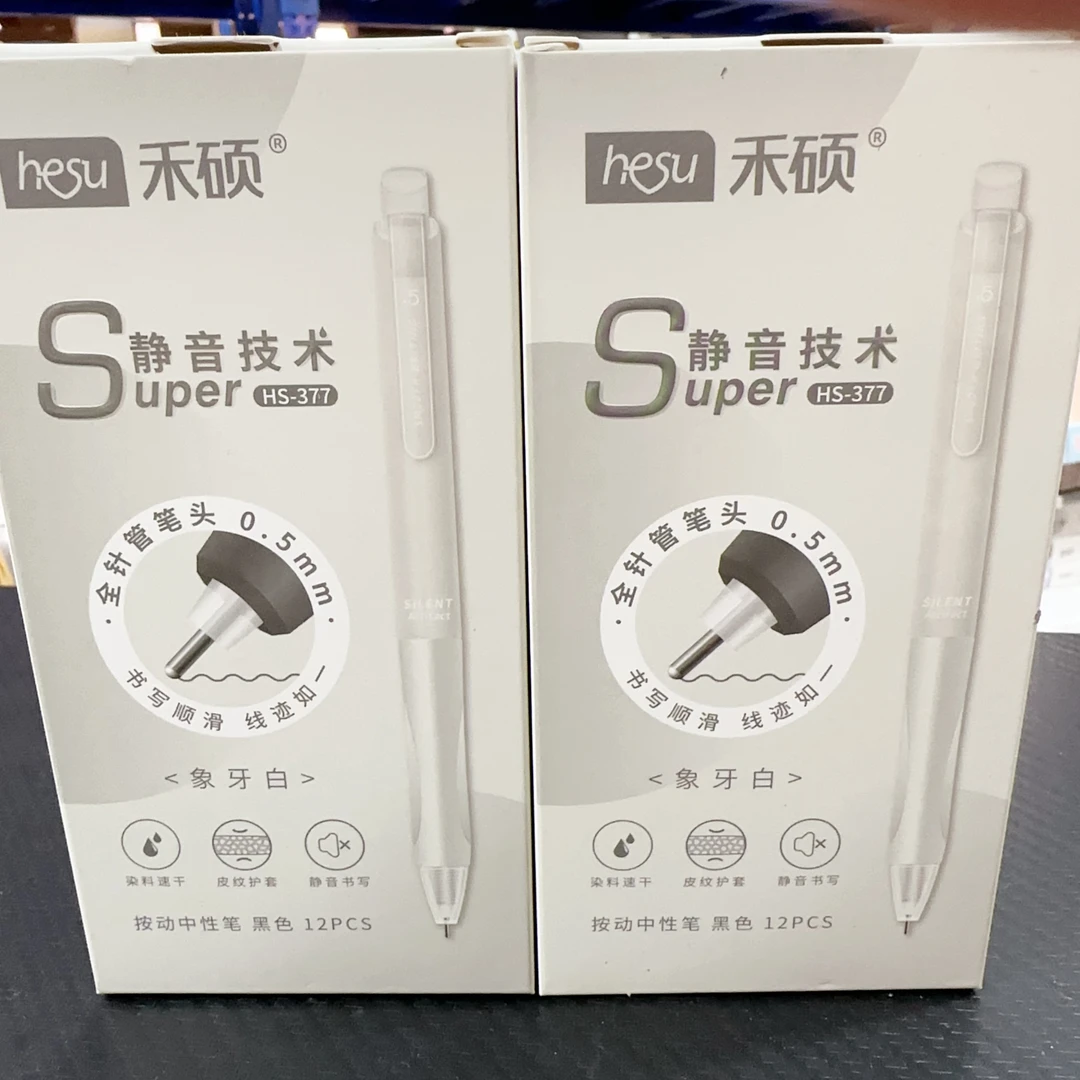 hesu 禾硕®
Super 静音技术
HS-377
全针管笔头 0.5mm
书写顺滑 线迹如一
<象牙白>
染料速干 皮纹护套 静音书写
按动中性笔 黑色 12PCS
.5
SILENT
hesu 禾硕®
Super 静音技术
HS-377
全针管笔头 0.5mm
书写顺滑 线迹如一
<象牙白>
染料速干 皮纹护套 静音书写
按动中性笔 黑色 12PCS
.5
SILENT